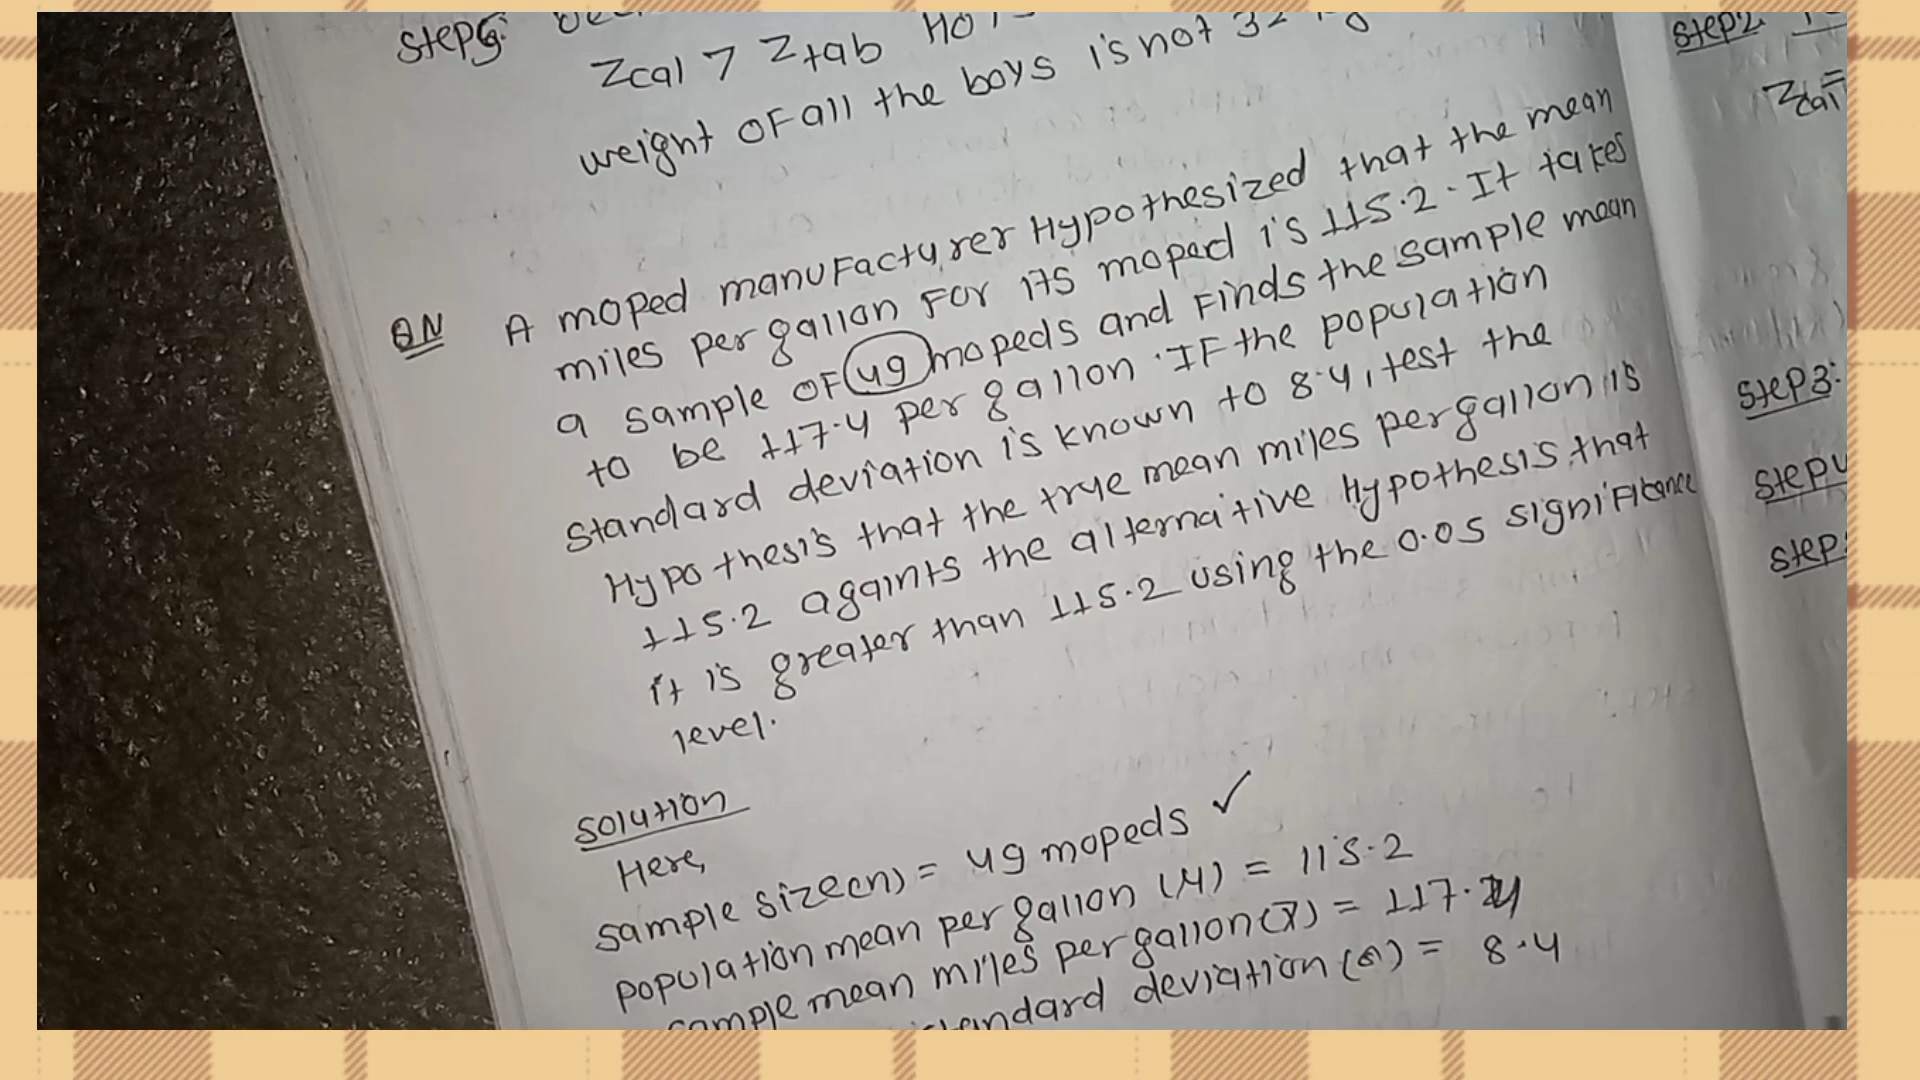 Step6:
Zcal > Ztab Ho
weight of all the boys is not 32
QN A moped manufacturer Hypothesized that the mean
miles per gallon for its moped is 115.2. It takes
a sample of 49 mopeds and finds the sample mean
to be 117.4 per gallon. If the population
standard deviation is known to 8.4, test the
Hypothesis that the true mean miles per gallon is
115.2 againts the alternative Hypothesis that
it is greater than 115.2 using the 0.05 significance
level.
Solution
Here,
sample size(n) = 49 mopeds ✓
population mean per gallon (μ) = 115.2
sample mean miles per gallon (x̄) = 117.4
standard deviation (σ) = 8.4
Step2
Zcal=
Step3:
Step4
Step